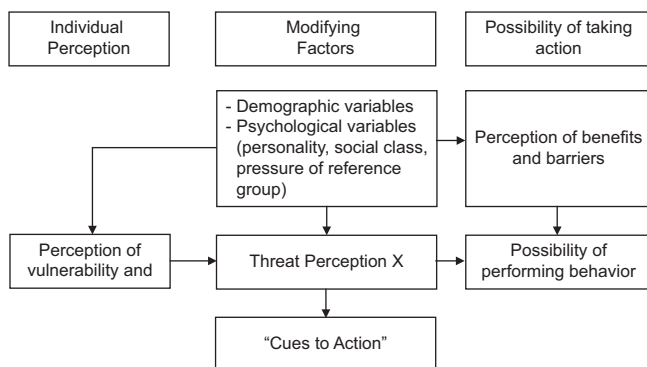 Individual
Perception
Modifying
Factors
Possibility of taking
action
- Demographic variables
- Psychological variables
(personality, social class,
pressure of reference
group)
Perception of benefits
and barriers
Perception of
vulnerability and
Threat Perception X
Possibility of
performing behavior
“Cues to Action”